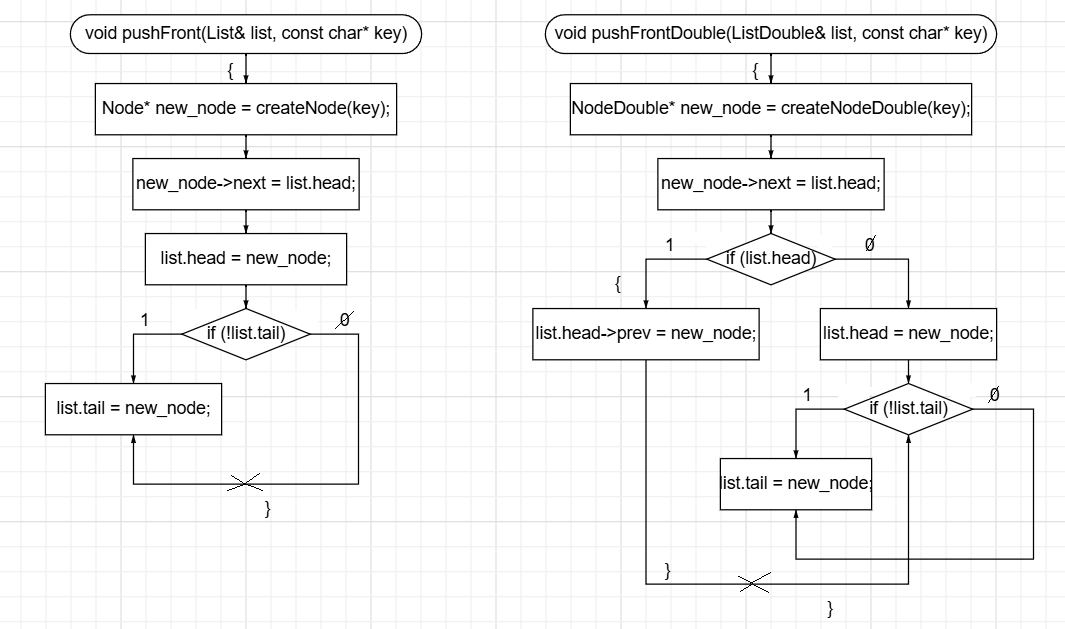 void pushFront(List& list, const char* key)
{
Node* new_node = createNode(key);
new_node->next = list.head;
list.head = new_node;
if (!list.tail)
1
0
list.tail = new_node;
}
void pushFrontDouble(ListDouble& list, const char* key)
{
NodeDouble* new_node = createNodeDouble(key);
new_node->next = list.head;
if (list.head)
1
0
{
list.head->prev = new_node;
list.head = new_node;
if (!list.tail)
1
0
list.tail = new_node;
}
}